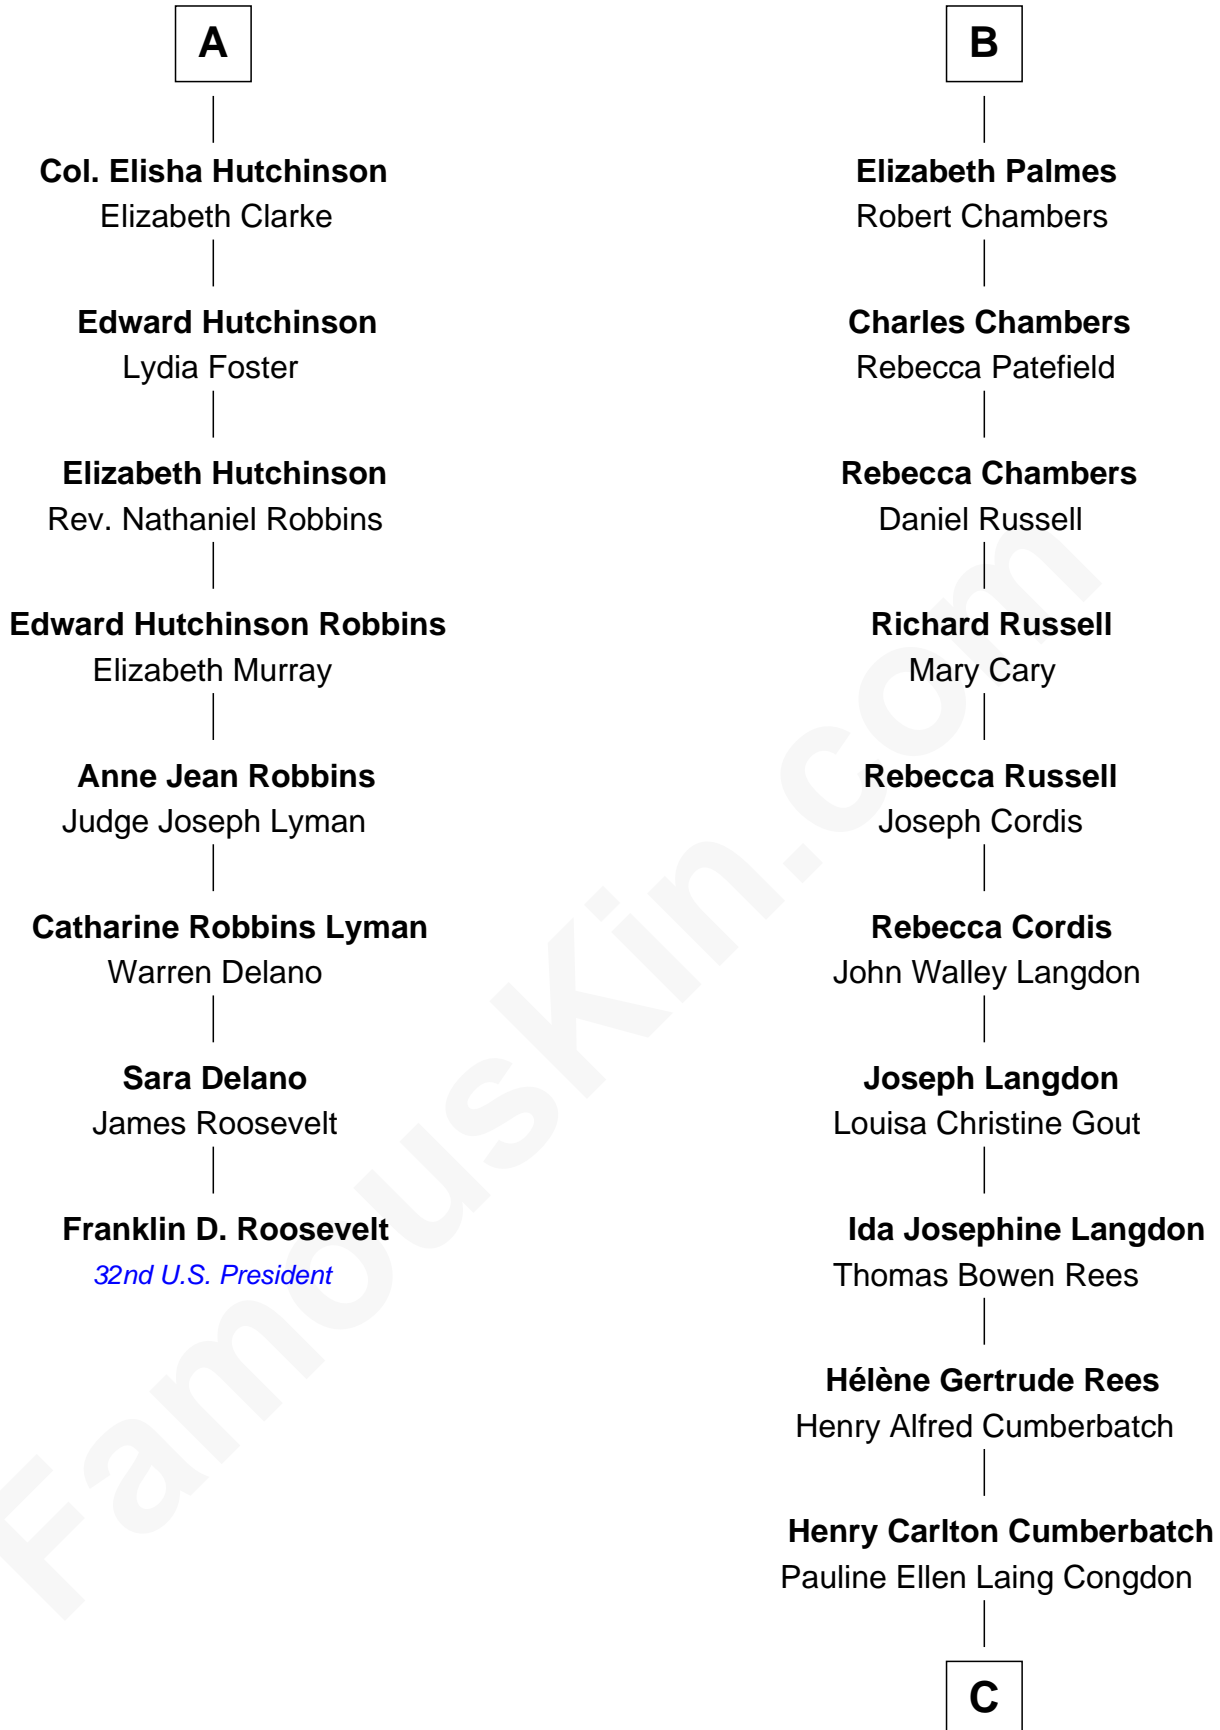 A
Col. Elisha Hutchinson
Elizabeth Clarke
Edward Hutchinson
Lydia Foster
Elizabeth Hutchinson
Rev. Nathaniel Robbins
Edward Hutchinson Robbins
Elizabeth Murray
Anne Jean Robbins
Judge Joseph Lyman
Catharine Robbins Lyman
Warren Delano
Sara Delano
James Roosevelt
Franklin D. Roosevelt
32nd U.S. President
B
Elizabeth Palmes
Robert Chambers
Charles Chambers
Rebecca Patefield
Rebecca Chambers
Daniel Russell
Richard Russell
Mary Cary
Rebecca Russell
Joseph Cordis
Rebecca Cordis
John Walley Langdon
Joseph Langdon
Louisa Christine Gout
Ida Josephine Langdon
Thomas Bowen Rees
Hélène Gertrude Rees
Henry Alfred Cumberbatch
Henry Carlton Cumberbatch
Pauline Ellen Laing Congdon
C
FamousKin.com